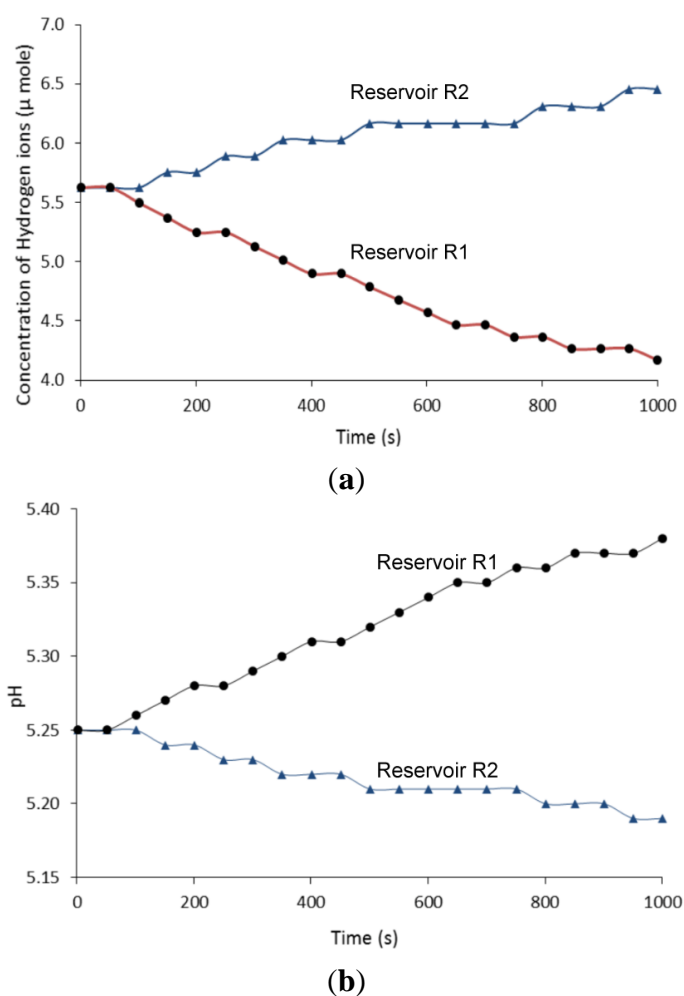 7.0
6.5
6.0
5.5
5.0
4.5
4.0
Concentration of Hydrogen ions (µ mole)
Reservoir R2
Reservoir R1
0 200 400 600 800 1000
Time (s)
(a)
5.40
5.35
5.30
5.25
5.20
5.15
pH
Reservoir R1
Reservoir R2
0 200 400 600 800 1000
Time (s)
(b)